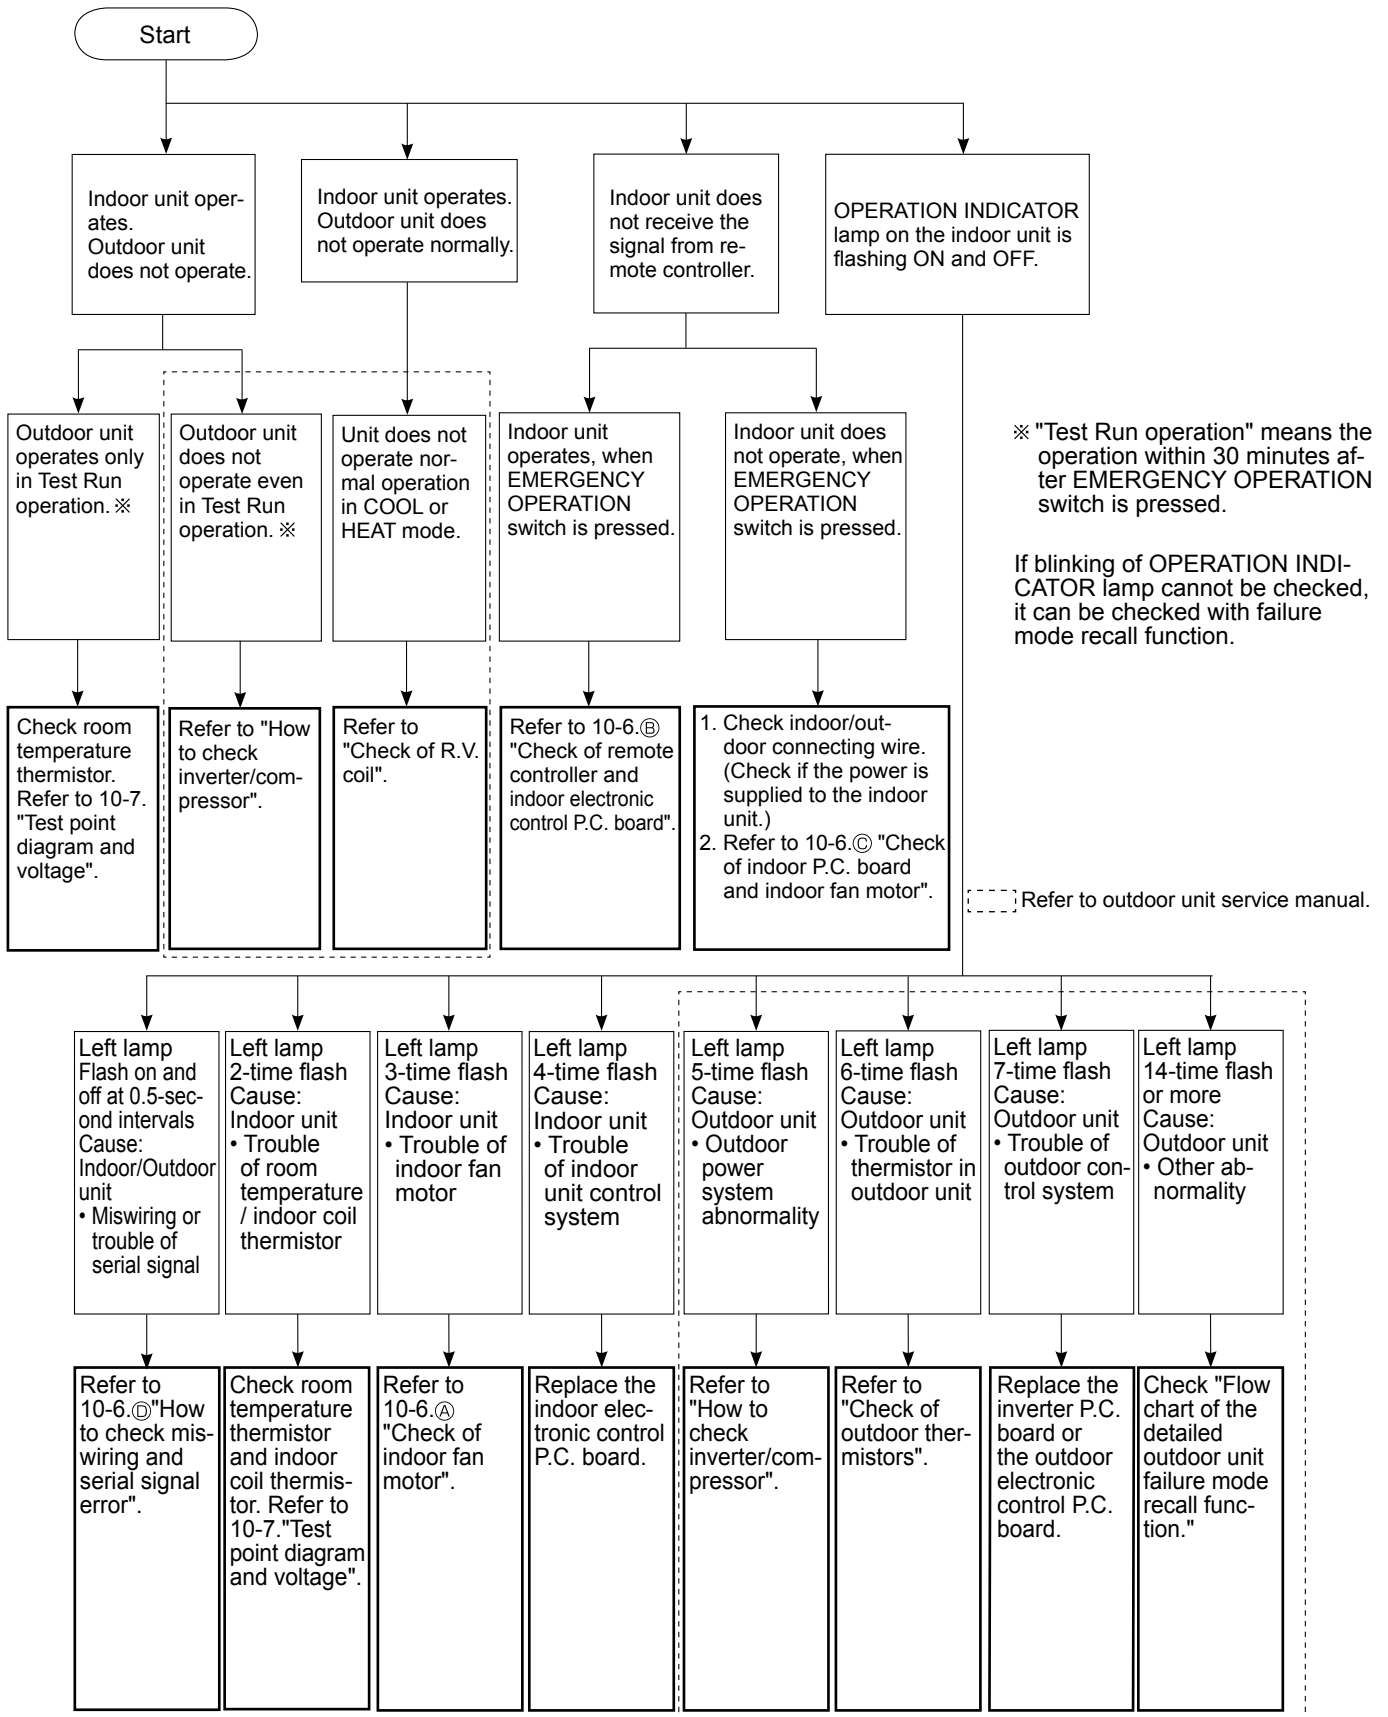 Start
Indoor unit oper-
ates.
Outdoor unit
does not operate.
Indoor unit operates.
Outdoor unit does
not operate normally.
Indoor unit does
not receive the
signal from re-
mote controller.
OPERATION INDICATOR
lamp on the indoor unit is
flashing ON and OFF.
Outdoor unit
operates only
in Test Run
operation. ※
Outdoor unit
does not
operate even
in Test Run
operation. ※
Unit does not
operate nor-
mal operation
in COOL or
HEAT mode.
Indoor unit
operates, when
EMERGENCY
OPERATION
switch is pressed.
Indoor unit does
not operate, when
EMERGENCY
OPERATION
switch is pressed.
※ "Test Run operation" means the
operation within 30 minutes af-
ter EMERGENCY OPERATION
switch is pressed.
If blinking of OPERATION INDI-
CATOR lamp cannot be checked,
it can be checked with failure
mode recall function.
Check room
temperature
thermistor.
Refer to 10-7.
"Test point
diagram and
voltage".
Refer to "How
to check
inverter/com-
pressor".
Refer to
"Check of R.V.
coil".
Refer to 10-6.Ⓑ
"Check of remote
controller and
indoor electronic
control P.C. board".
1. Check indoor/out-
door connecting wire.
(Check if the power is
supplied to the indoor
unit.)
2. Refer to 10-6.Ⓒ "Check
of indoor P.C. board
and indoor fan motor".
Refer to outdoor unit service manual.
Left lamp
Flash on and
off at 0.5-sec-
ond intervals
Cause:
Indoor/Outdoor
unit
• Miswiring or
trouble of
serial signal
Left lamp
2-time flash
Cause:
Indoor unit
• Trouble
of room
temperature
/ indoor coil
thermistor
Left lamp
3-time flash
Cause:
Indoor unit
• Trouble of
indoor fan
motor
Left lamp
4-time flash
Cause:
Indoor unit
• Trouble
of indoor
unit control
system
Left lamp
5-time flash
Cause:
Outdoor unit
• Outdoor
power
system
abnormality
Left lamp
6-time flash
Cause:
Outdoor unit
• Trouble of
thermistor in
outdoor unit
Left lamp
7-time flash
Cause:
Outdoor unit
• Trouble of
outdoor con-
trol system
Left lamp
14-time flash
or more
Cause:
Outdoor unit
• Other ab-
normality
Refer to
10-6.Ⓓ"How
to check mis-
wiring and
serial signal
error".
Check room
temperature
thermistor
and indoor
coil thermis-
tor. Refer to
10-7."Test
point diagram
and voltage".
Refer to
10-6.Ⓐ
"Check of
indoor fan
motor".
Replace the
indoor elec-
tronic control
P.C. board.
Refer to
"How to
check
inverter/com-
pressor".
Refer to
"Check of
outdoor ther-
mistors".
Replace the
inverter P.C.
board or
the outdoor
electronic
control P.C.
board.
Check "Flow
chart of the
detailed
outdoor unit
failure mode
recall func-
tion."